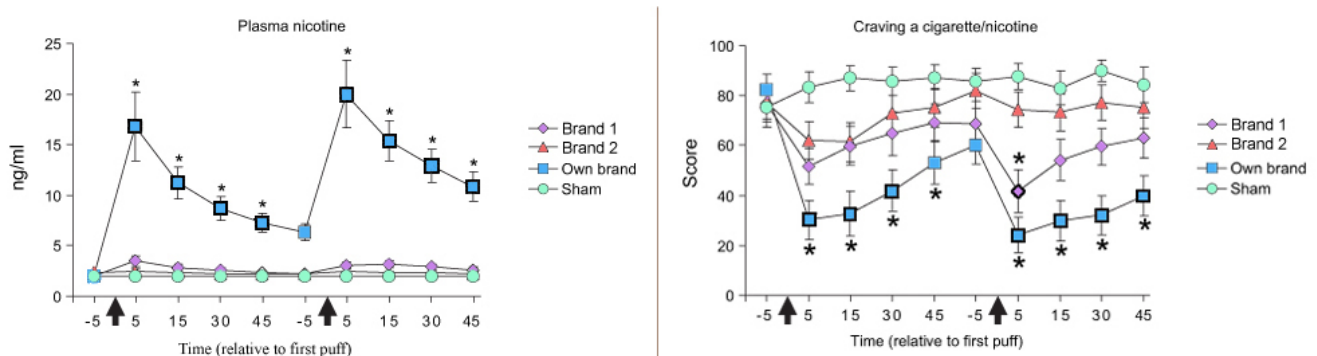 Plasma nicotine
25
20
15
10
5
0
ng/ml
* * * * * * * *
-5 5 15 30 45 -5 5 15 30 45
Time (relative to first puff)
Brand 1
Brand 2
Own brand
Sham
Craving a cigarette/nicotine
100
80
60
40
20
0
Score
* * * * * * * * *
-5 5 15 30 45 -5 5 15 30 45
Time (relative to first puff)
Brand 1
Brand 2
Own brand
Sham